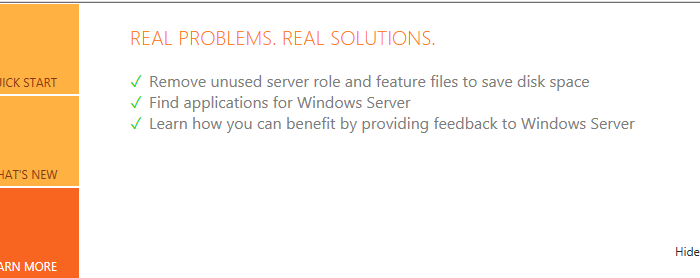 REAL PROBLEMS. REAL SOLUTIONS.
Remove unused server role and feature files to save disk space
UICK START
Find applications for Windows Server
Learn how you can benefit by providing feedback to Windows Server
HAT'S NEW
Hide
ARN MORE